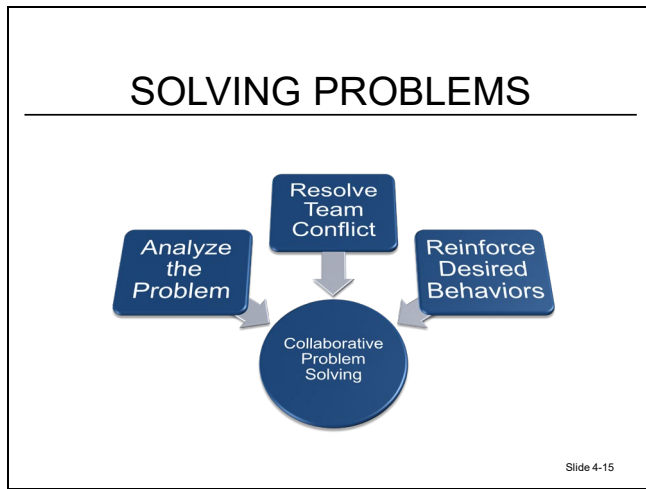 SOLVING PROBLEMS
Analyze
the
Problem
Resolve
Team
Conflict
Reinforce
Desired
Behaviors
Collaborative
Problem
Solving
Slide 4-15